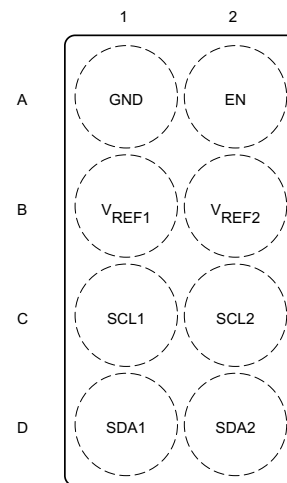 1 2
A GND EN
B VREF1 VREF2
C SCL1 SCL2
D SDA1 SDA2